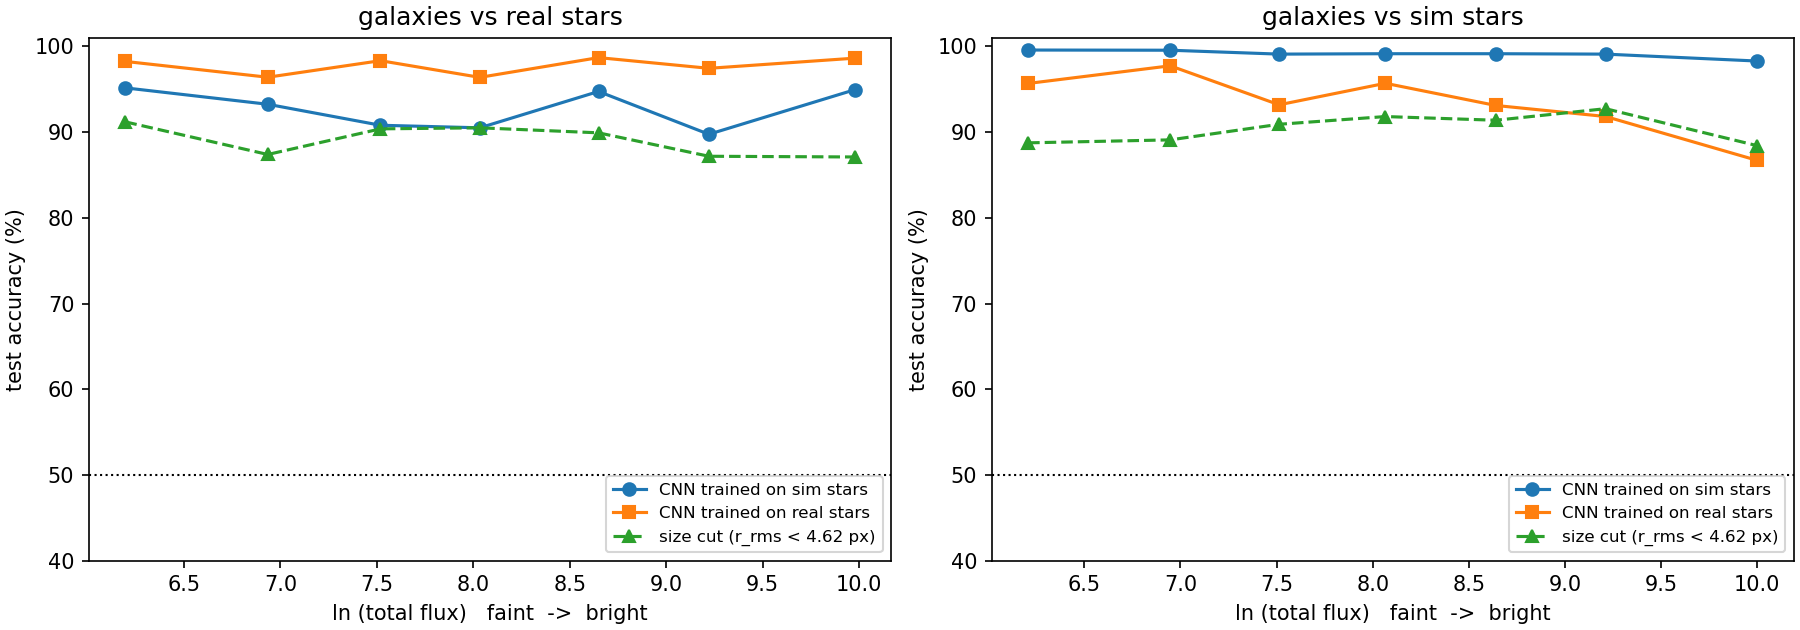 galaxies vs real stars
100
90
80
70
60
50
40
test accuracy (%)
CNN trained on sim stars
CNN trained on real stars
size cut (r_rms < 4.62 px)
6.5 7.0 7.5 8.0 8.5 9.0 9.5 10.0
ln (total flux)   faint  ->  bright
galaxies vs sim stars
100
90
80
70
60
50
40
test accuracy (%)
CNN trained on sim stars
CNN trained on real stars
size cut (r_rms < 4.62 px)
6.5 7.0 7.5 8.0 8.5 9.0 9.5 10.0
ln (total flux)   faint  ->  bright